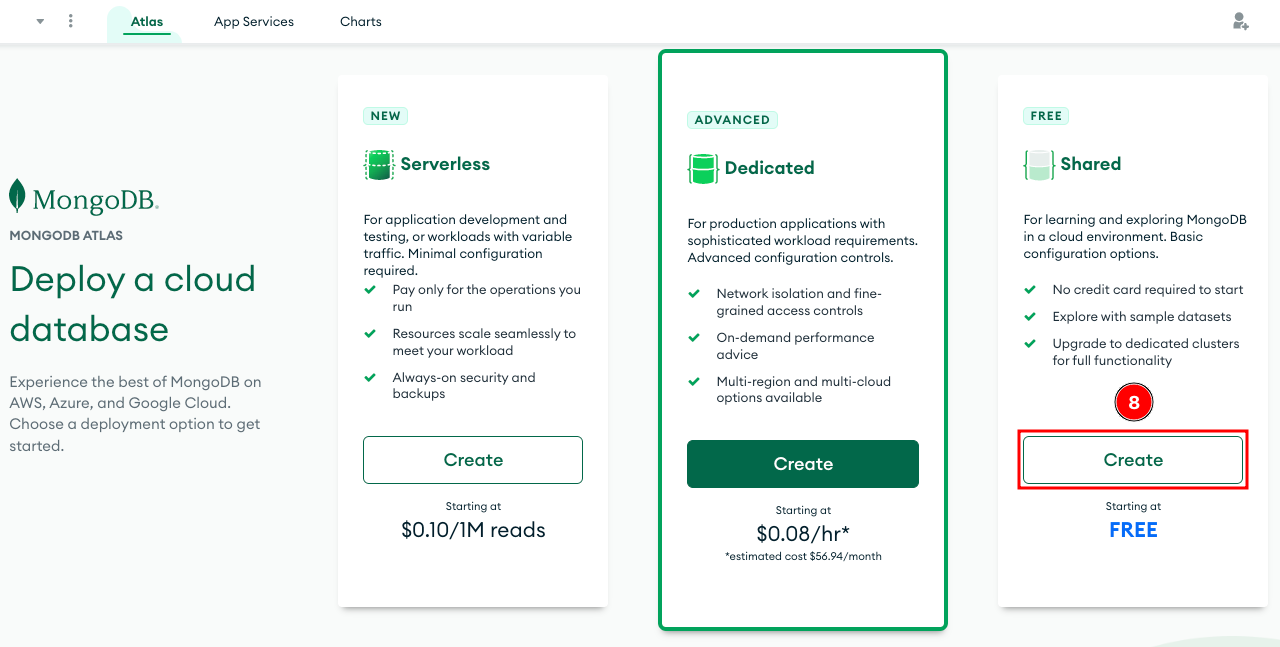 Atlas
App Services
Charts
MongoDB.
MONGODB ATLAS
Deploy a cloud
database
Experience the best of MongoDB on
AWS, Azure, and Google Cloud.
Choose a deployment option to get
started.
NEW
Serverless
For application development and
testing, or workloads with variable
traffic. Minimal configuration
required.
Pay only for the operations you
run
Resources scale seamlessly to
meet your workload
Always-on security and
backups
Create
Starting at
$0.10/1M reads
ADVANCED
Dedicated
For production applications with
sophisticated workload requirements.
Advanced configuration controls.
Network isolation and fine-
grained access controls
On-demand performance
advice
Multi-region and multi-cloud
options available
Create
Starting at
$0.08/hr*
*estimated cost $56.94/month
FREE
Shared
For learning and exploring MongoDB
in a cloud environment. Basic
configuration options.
No credit card required to start
Explore with sample datasets
Upgrade to dedicated clusters
for full functionality
8
Create
Starting at
FREE